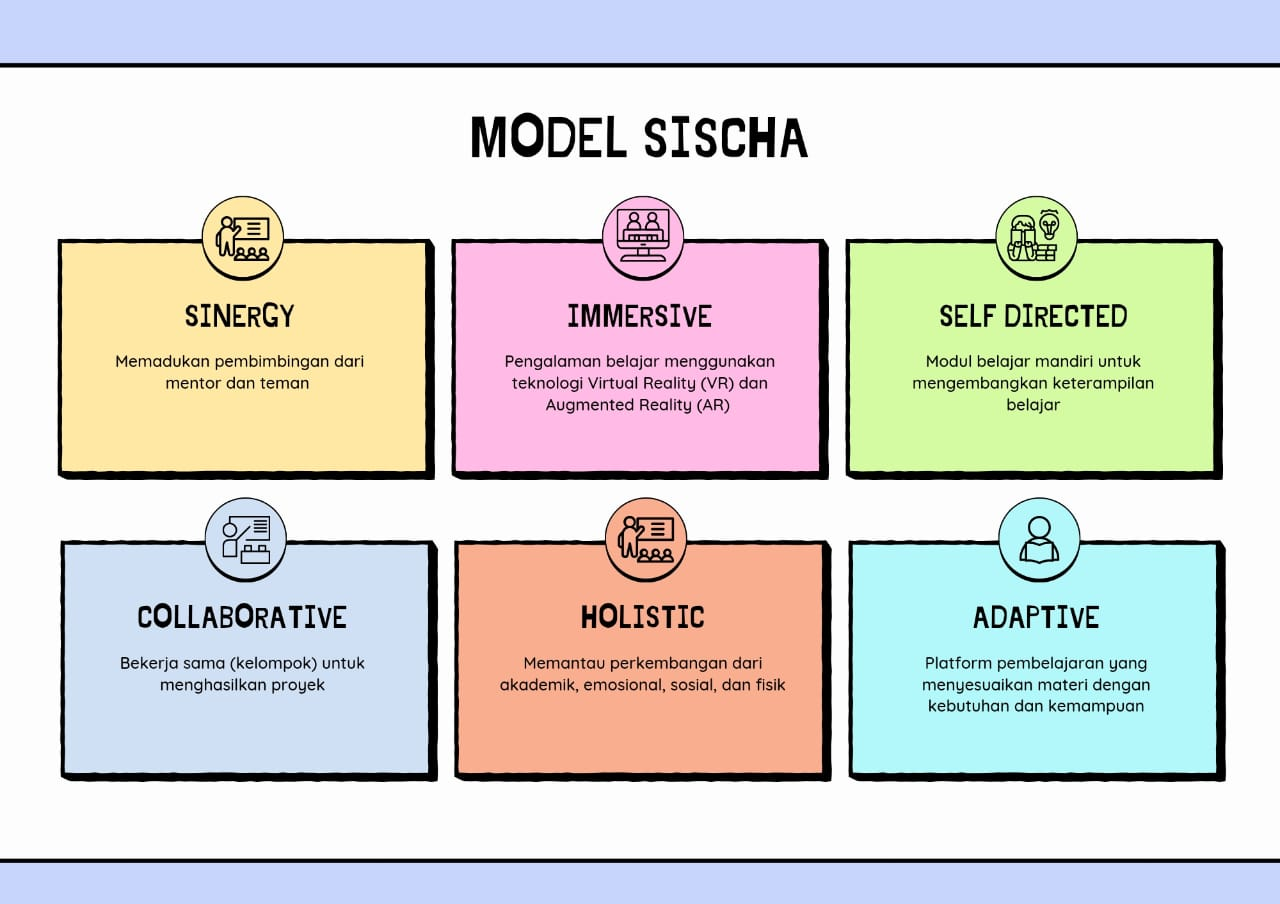 MODEL SISCHA
SINERGY
Memadukan pembimbingan dari
mentor dan teman
IMMERSIVE
Pengalaman belajar menggunakan
teknologi Virtual Reality (VR) dan
Augmented Reality (AR)
SELF DIRECTED
Modul belajar mandiri untuk
mengembangkan keterampilan
belajar
COLLABORATIVE
Bekerja sama (kelompok) untuk
menghasilkan proyek
HOLISTIC
Memantau perkembangan dari
akademik, emosional, sosial, dan fisik
ADAPTIVE
Platform pembelajaran yang
menyesuaikan materi dengan
kebutuhan dan kemampuan